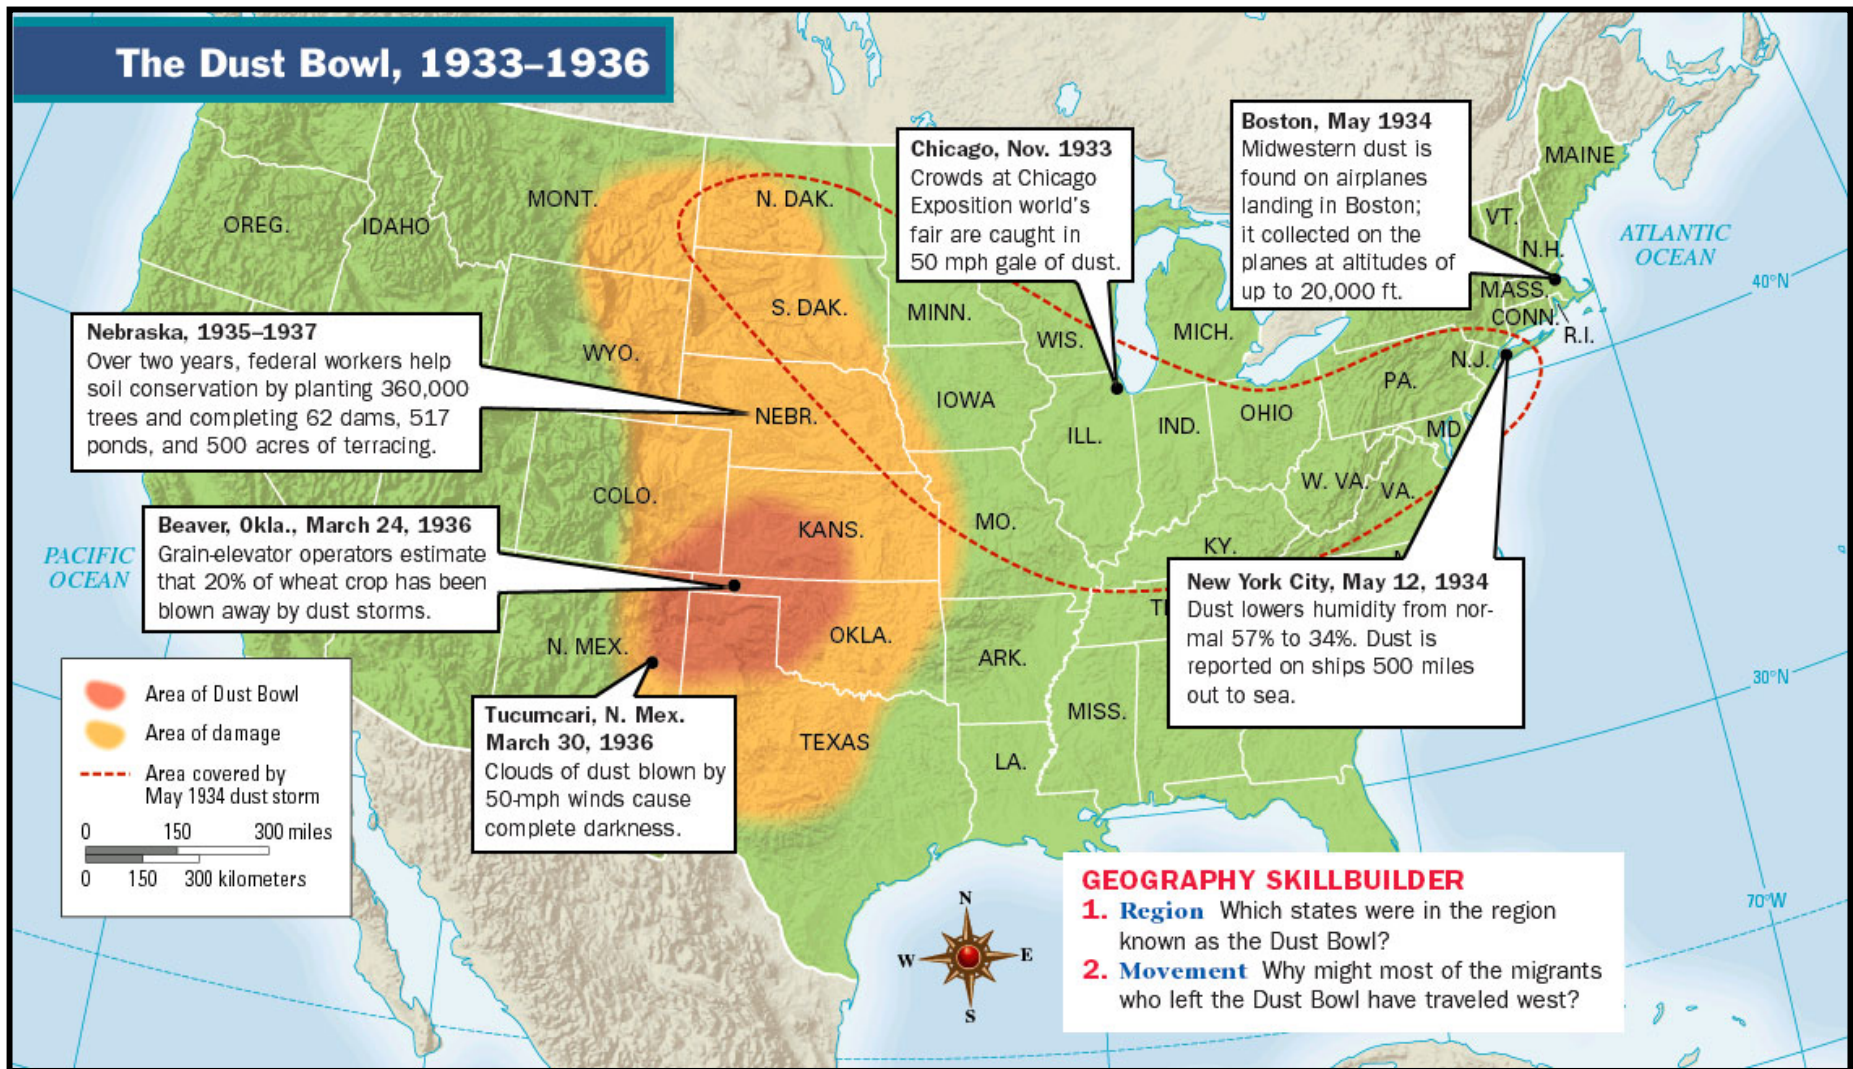 The Dust Bowl, 1933–1936
Boston, May 1934
Midwestern dust is
found on airplanes
landing in Boston;
it collected on the
planes at altitudes of
up to 20,000 ft.
Chicago, Nov. 1933
Crowds at Chicago
Exposition world's
fair are caught in
50 mph gale of dust.
Nebraska, 1935–1937
Over two years, federal workers help
soil conservation by planting 360,000
trees and completing 62 dams, 517
ponds, and 500 acres of terracing.
Beaver, Okla., March 24, 1936
Grain-elevator operators estimate
that 20% of wheat crop has been
blown away by dust storms.
Tucumcari, N. Mex.
March 30, 1936
Clouds of dust blown by
50-mph winds cause
complete darkness.
New York City, May 12, 1934
Dust lowers humidity from nor-
mal 57% to 34%. Dust is
reported on ships 500 miles
out to sea.
OREG.
IDAHO
MONT.
N. DAK.
S. DAK.
MINN.
WIS.
MICH.
WYO.
NEBR.
IOWA
ILL.
IND.
OHIO
PA.
N.J.
MAINE
VT.
N.H.
MASS.
CONN.
R.I.
MD
W. VA.
VA.
KY.
COLO.
KANS.
MO.
N. MEX.
OKLA.
ARK.
TEXAS
LA.
MISS.
PACIFIC
OCEAN
ATLANTIC
OCEAN
40°N
30°N
70°W
Area of Dust Bowl
Area of damage
Area covered by
May 1934 dust storm
0 150 300 miles
0 150 300 kilometers
N
W
E
S
GEOGRAPHY SKILLBUILDER
1. Region Which states were in the region
known as the Dust Bowl?
2. Movement Why might most of the migrants
who left the Dust Bowl have traveled west?